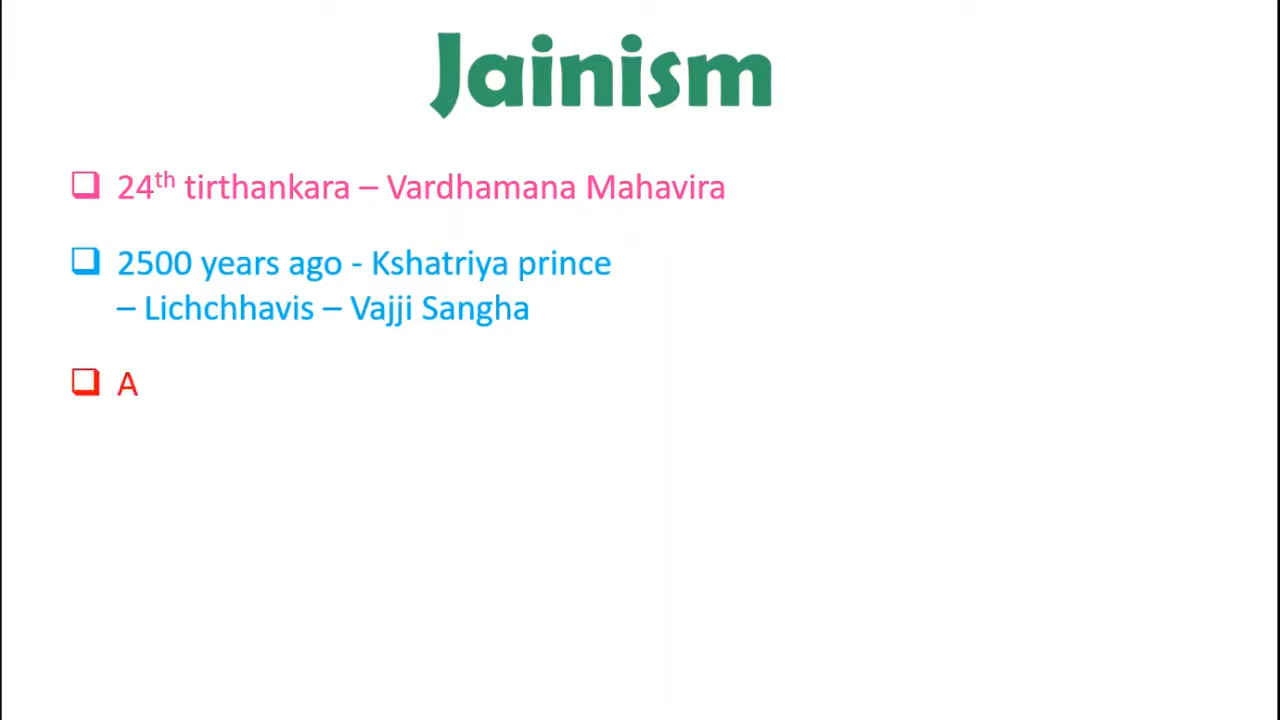 Jainism
24th tirthankara – Vardhamana Mahavira
2500 years ago - Kshatriya prince
– Lichchhavis – Vajji Sangha
A